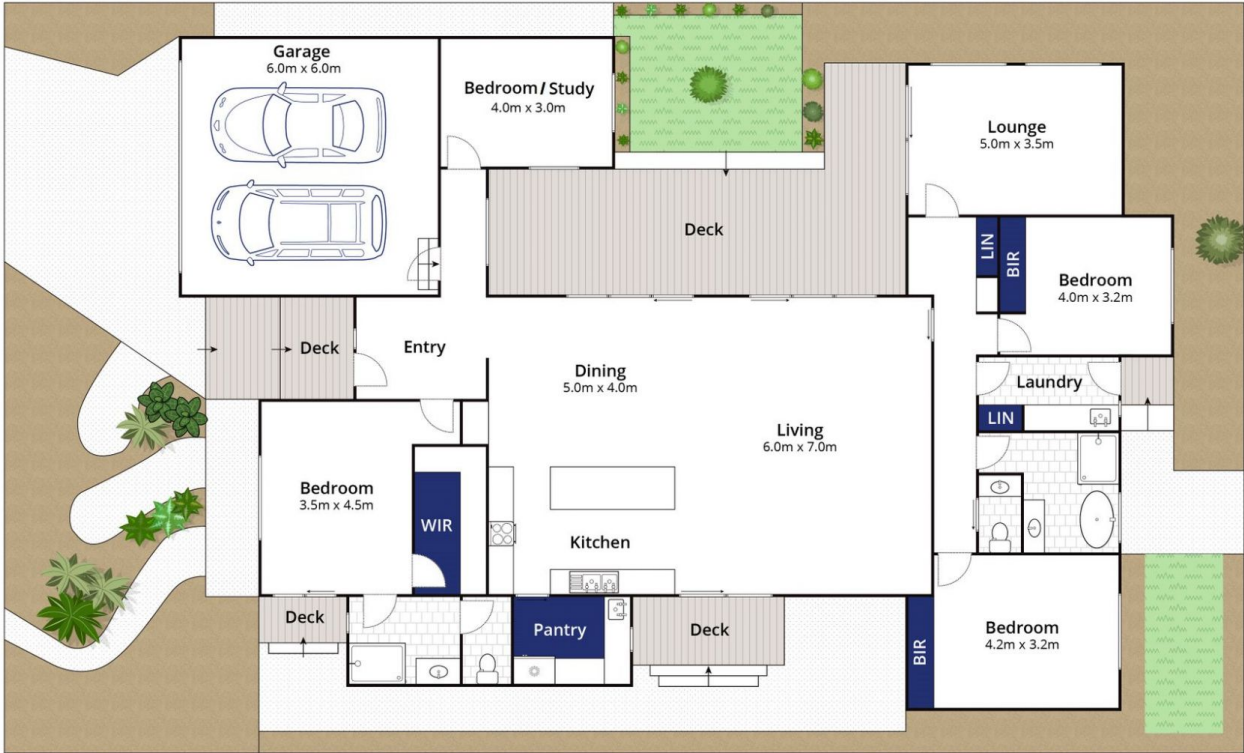 Garage
6.0m x 6.0m
Bedroom / Study
4.0m x 3.0m
Lounge
5.0m x 3.5m
Deck
LIN
BIR
Bedroom
4.0m x 3.2m
Deck
Entry
Dining
5.0m x 4.0m
Laundry
LIN
Living
6.0m x 7.0m
Bedroom
3.5m x 4.5m
WIR
Kitchen
Deck
Pantry
Deck
BIR
Bedroom
4.2m x 3.2m